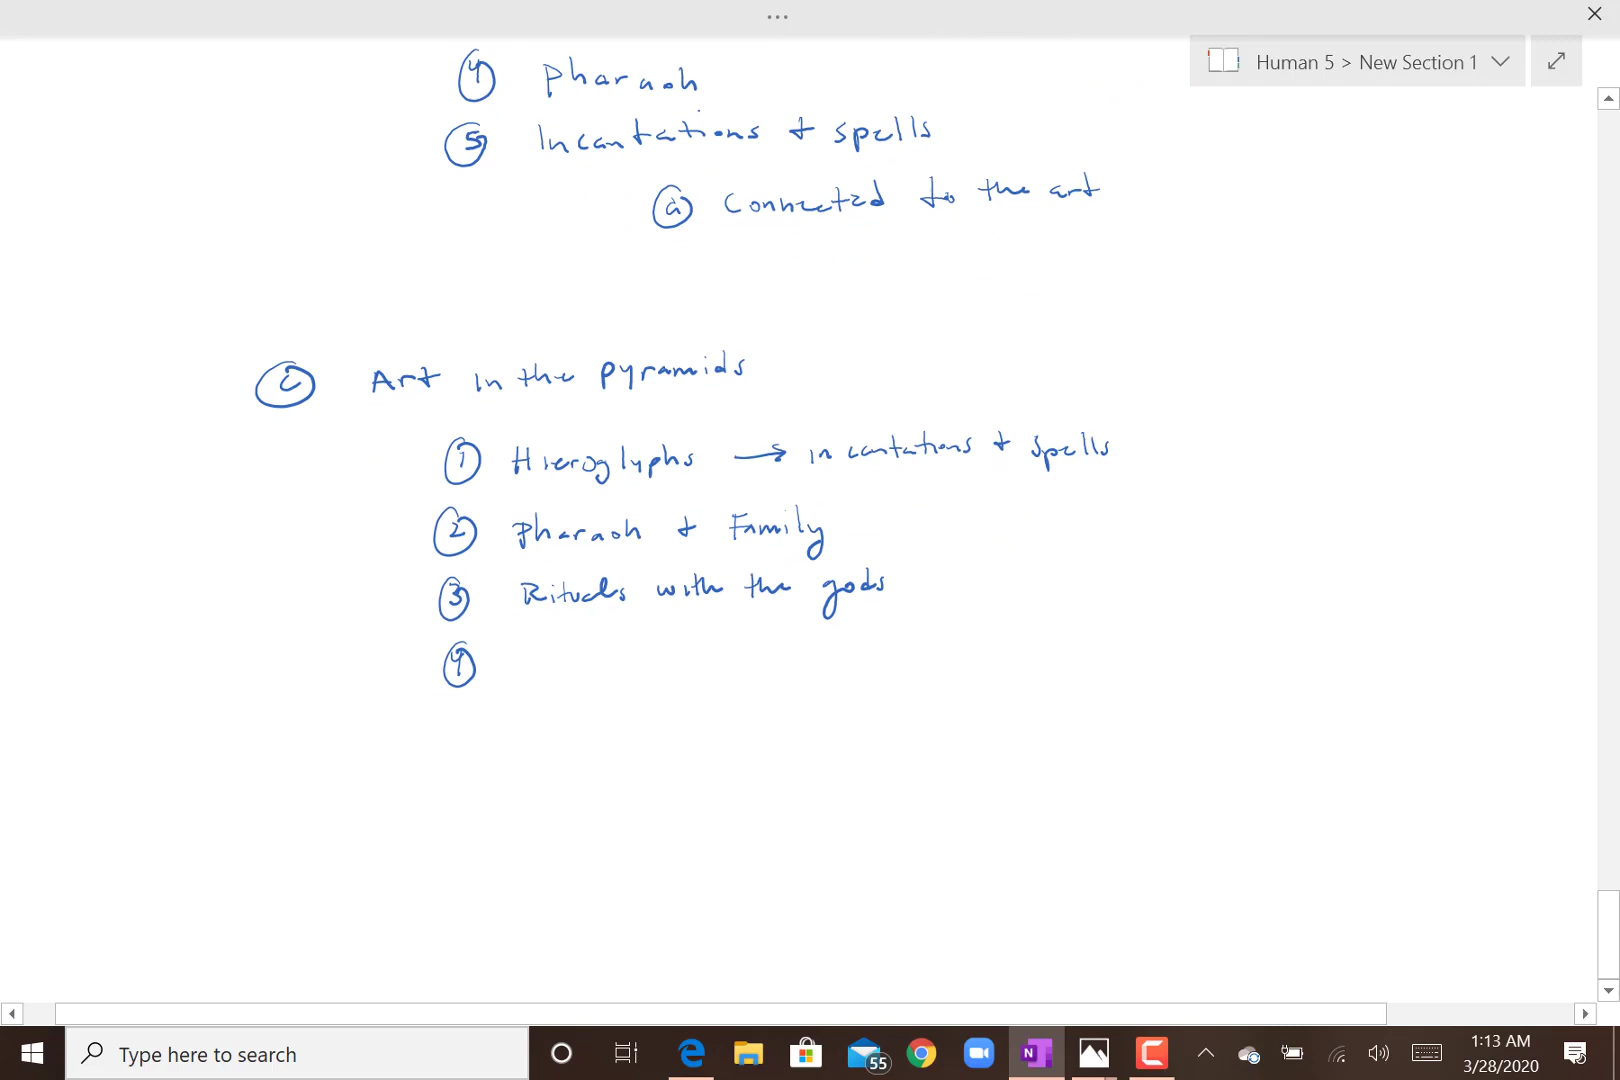 Human 5 > New Section 1
4 Pharaoh
5 Incantations + spells
a Connected to the art
C Art in the pyramids
1 Hieroglyphs → incantations + spells
2 Pharaoh + Family
3 Rituals with the gods
4
Type here to search
55
1:13 AM
3/28/2020